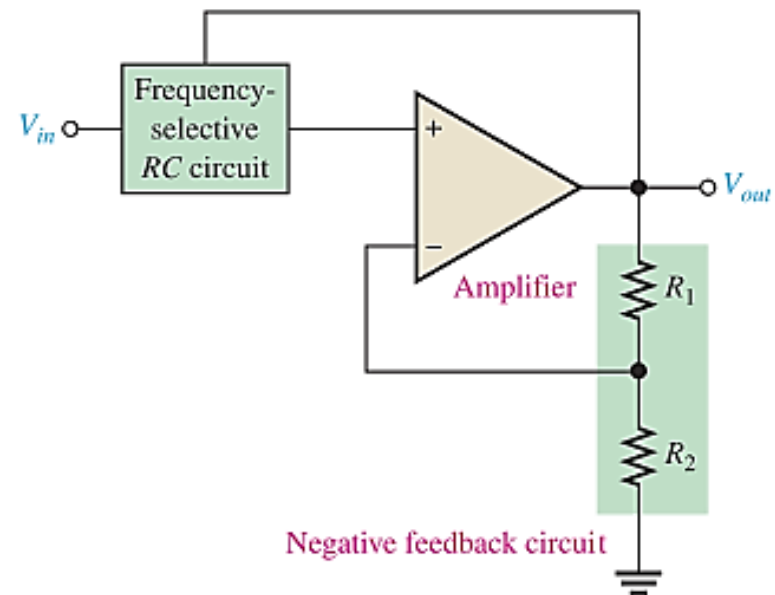 Frequency-
selective
RC circuit
V_in
+
−
V_out
Amplifier
R_1
R_2
Negative feedback circuit